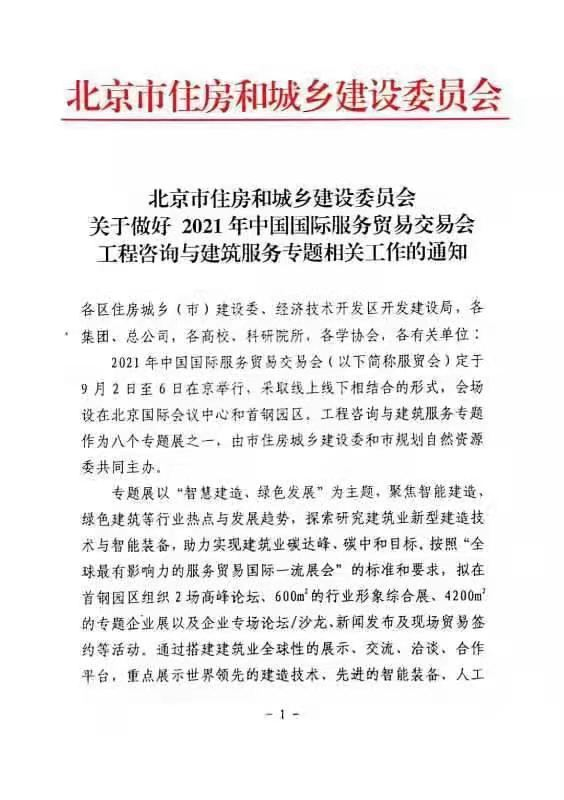 北京市住房和城乡建设委员会
北京市住房和城乡建设委员会
关于做好 2021 年中国国际服务贸易交易会
工程咨询与建筑服务专题相关工作的通知
各区住房城乡（市）建设委、经济技术开发区开发建设局，各
集团、总公司，各高校、科研院所，各学协会，各有关单位：
2021 年中国国际服务贸易交易会（以下简称服贸会）定于
9 月 2 日至 6 日在京举行、采取线上线下相结合的形式，会场
设在北京国际会议中心和首钢园区。工程咨询与建筑服务专题
作为八个专题展之一，由市住房城乡建设委和市规划自然资源
委共同主办。
专题展以“智慧建造、绿色发展”为主题，聚焦智能建造、
绿色建筑等行业热点与发展趋势，探索研究建筑业新型建造技
术与智能装备，助力实现建筑业碳达峰、碳中和目标。按照“全
球最有影响力的服务贸易国际一流展会”的标准和要求，拟在
首钢园区组织 2 场高峰论坛、600㎡的行业形象综合展、4200㎡
的专题企业展以及企业专场论坛/沙龙、新闻发布及现场贸易签
约等活动。通过搭建建筑业全球性的展示、交流、洽谈、合作
平台，重点展示世界领先的建造技术、先进的智能装备、人工
- 1 -